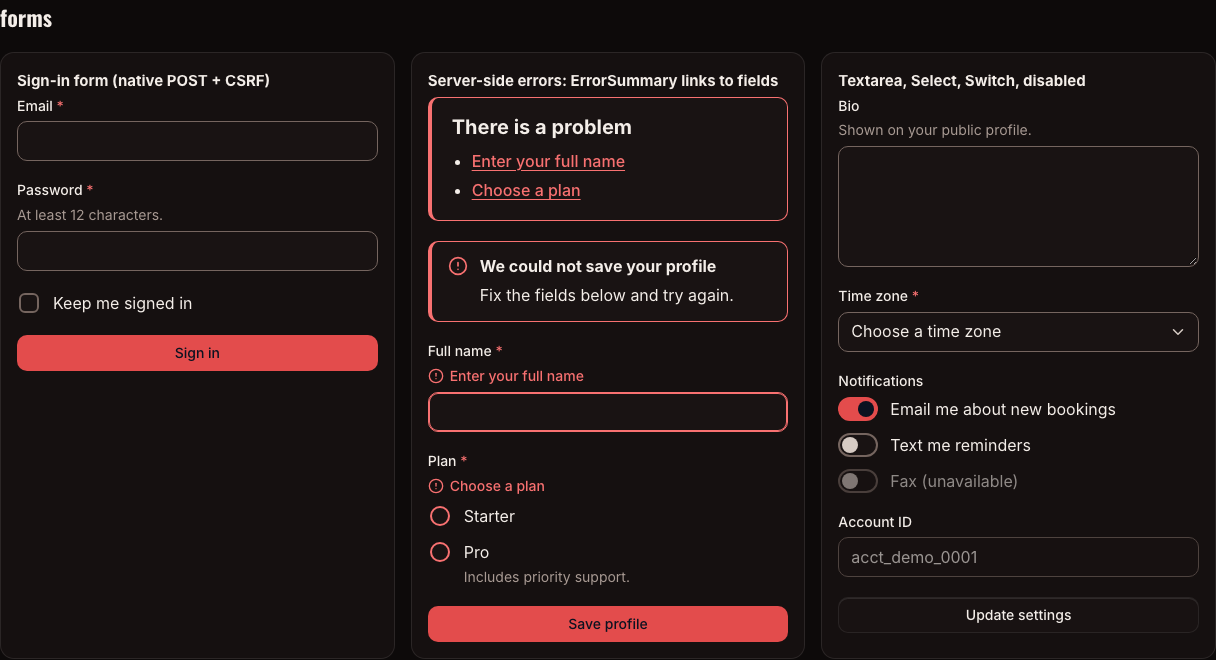 forms
Sign-in form (native POST + CSRF)
Email *
Password *
At least 12 characters.
Keep me signed in
Sign in
Server-side errors: ErrorSummary links to fields
There is a problem
• Enter your full name
• Choose a plan
We could not save your profile
Fix the fields below and try again.
Full name *
Enter your full name
Plan *
Choose a plan
Starter
Pro
Includes priority support.
Save profile
Textarea, Select, Switch, disabled
Bio
Shown on your public profile.
Time zone *
Choose a time zone
Notifications
Email me about new bookings
Text me reminders
Fax (unavailable)
Account ID
acct_demo_0001
Update settings